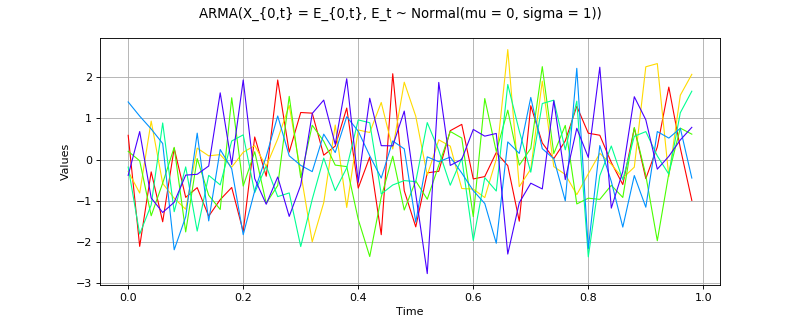 ARMA(X_{0,t} = E_{0,t}, E_t ~ Normal(mu = 0, sigma = 1))
Values
2
1
0
−1
−2
−3
0.0 0.2 0.4 0.6 0.8 1.0
Time